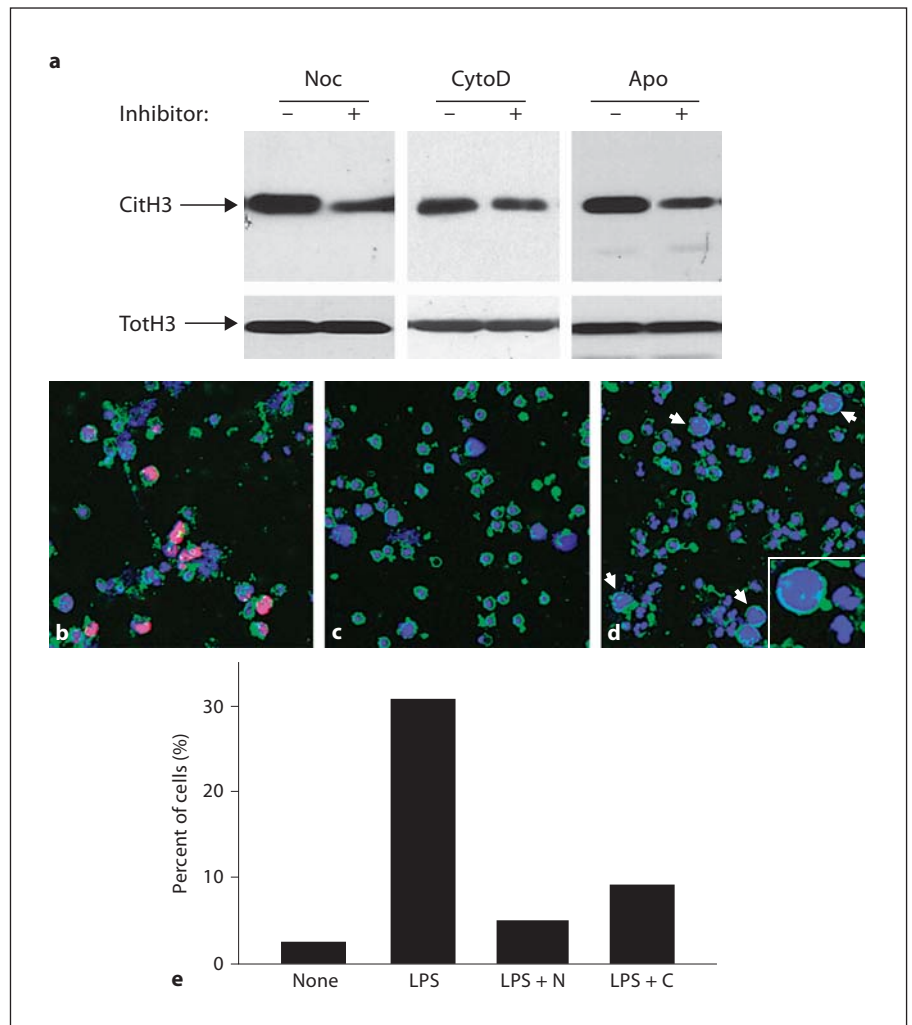 a
Noc CytoD Apo
Inhibitor: – + – + – +
CitH3
TotH3
b c d
Percent of cells (%)
30
20
10
0
None LPS LPS + N LPS + C
e